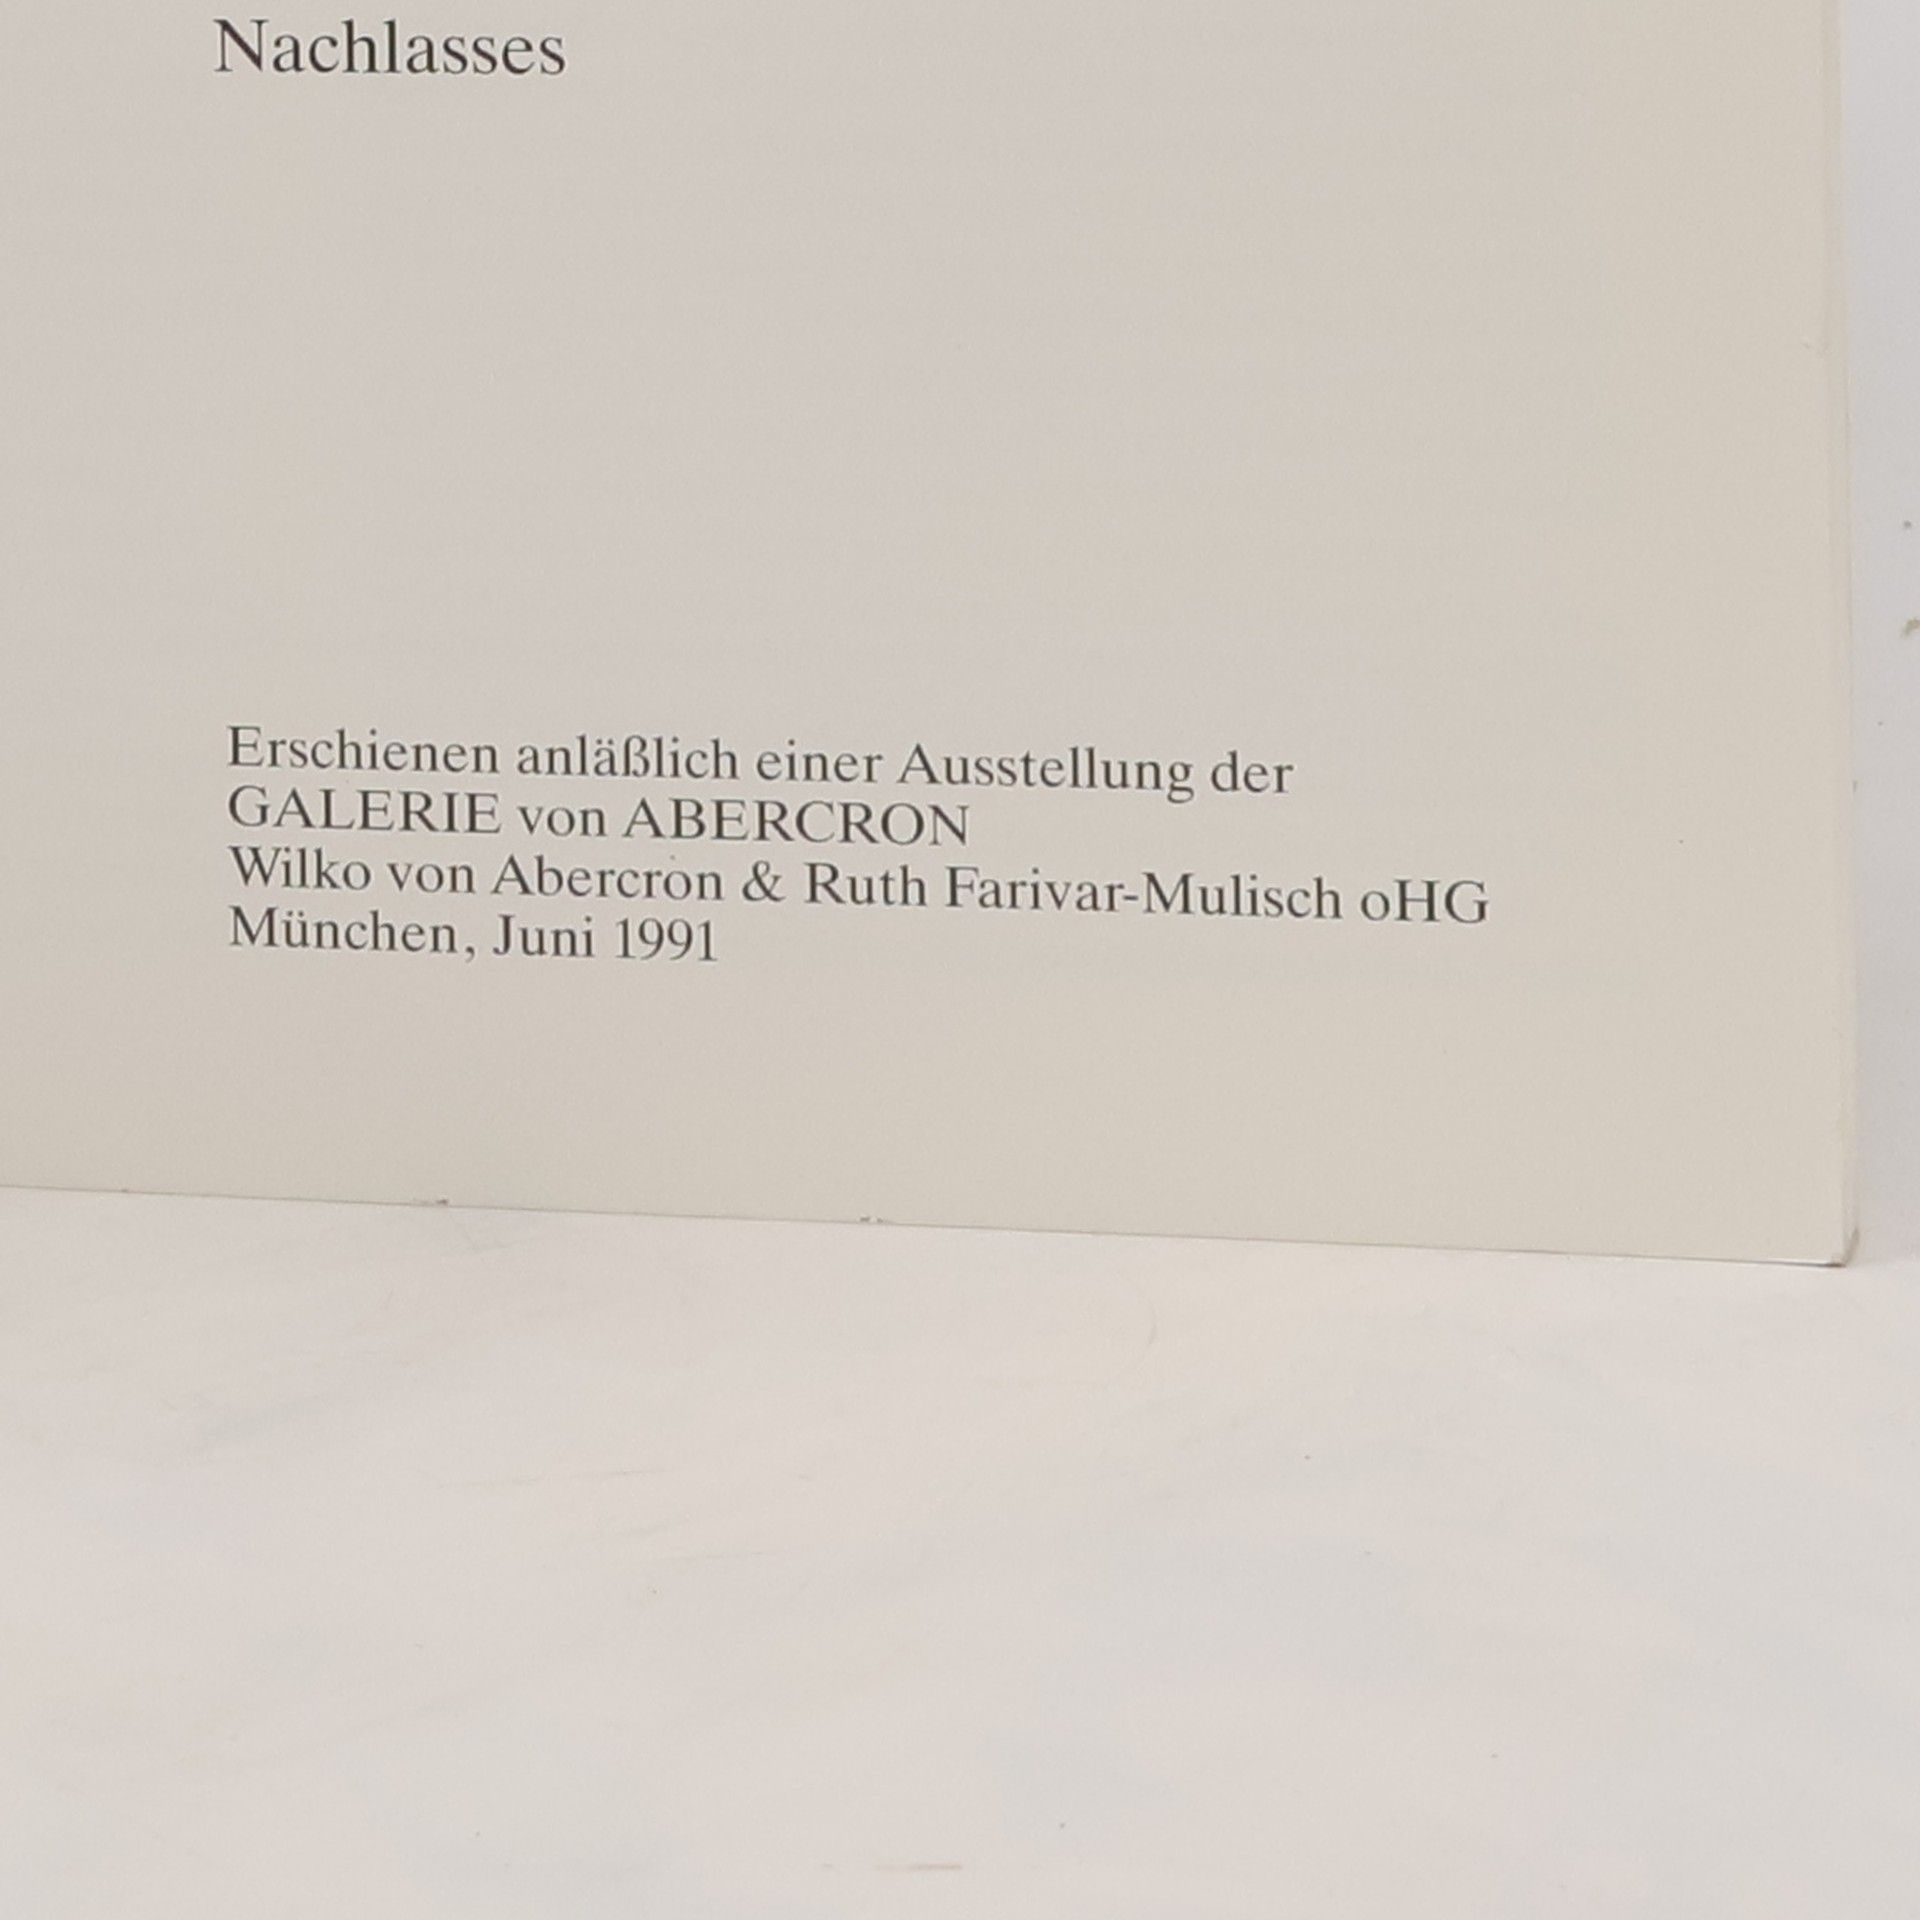 Nachlasses
Erschienen anläßlich einer Ausstellung der
GALERIE von ABERCRON
Wilko von Abercron & Ruth Farivar-Mulisch oHG
München, Juni 1991